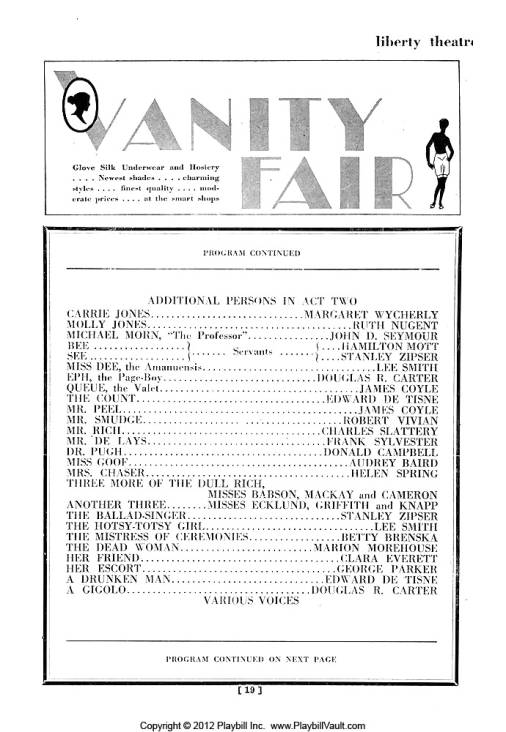 liberty theatre
VANITY
FAIR
Glove Silk Underwear and Hosiery
. . . . Newest shades . . . . charming
styles . . . . finest quality . . . . mod-
erate prices . . . . at the smart shops
PROGRAM CONTINUED
ADDITIONAL PERSONS IN ACT TWO
CARRIE JONES............................MARGARET WYCHERLY
MOLLY JONES......................................RUTH NUGENT
MICHAEL MORN, "The Professor"...............JOHN D. SEYMOUR
BEE .................. }....... Servants ....... {....HAMILTON MOTT
SEE .................. {....... Servants ....... }....STANLEY ZIPSER
MISS DEE, the Amanuensis................................LEE SMITH
EPH, the Page-Boy............................DOUGLAS R. CARTER
QUEUE, the Valet.....................................JAMES COYLE
THE COUNT.....................................EDWARD DE TISNE
MR. PEEL............................................JAMES COYLE
MR. SMUDGE.....................................ROBERT VIVIAN
MR. RICH.....................................CHARLES SLATTERY
MR. DE LAYS.................................FRANK SYLVESTER
DR. PUGH.....................................DONALD CAMPBELL
MISS GOOF.........................................AUDREY BAIRD
MRS. CHASER......................................HELEN SPRING
THREE MORE OF THE DULL RICH,
MISSES BABSON, MACKAY and CAMERON
ANOTHER THREE........MISSES ECKLUND, GRIFFITH and KNAPP
THE BALLAD-SINGER............................STANLEY ZIPSER
THE HOTSY-TOTSY GIRL................................LEE SMITH
THE MISTRESS OF CEREMONIES.................BETTY BRENSKA
THE DEAD WOMAN.........................MARION MOREHOUSE
HER FRIEND......................................CLARA EVERETT
HER ESCORT....................................GEORGE PARKER
A DRUNKEN MAN............................EDWARD DE TISNE
A GIGOLO..................................DOUGLAS R. CARTER
VARIOUS VOICES
PROGRAM CONTINUED ON NEXT PAGE
[ 19 ]
Copyright © 2012 Playbill Inc. www.PlaybillVault.com